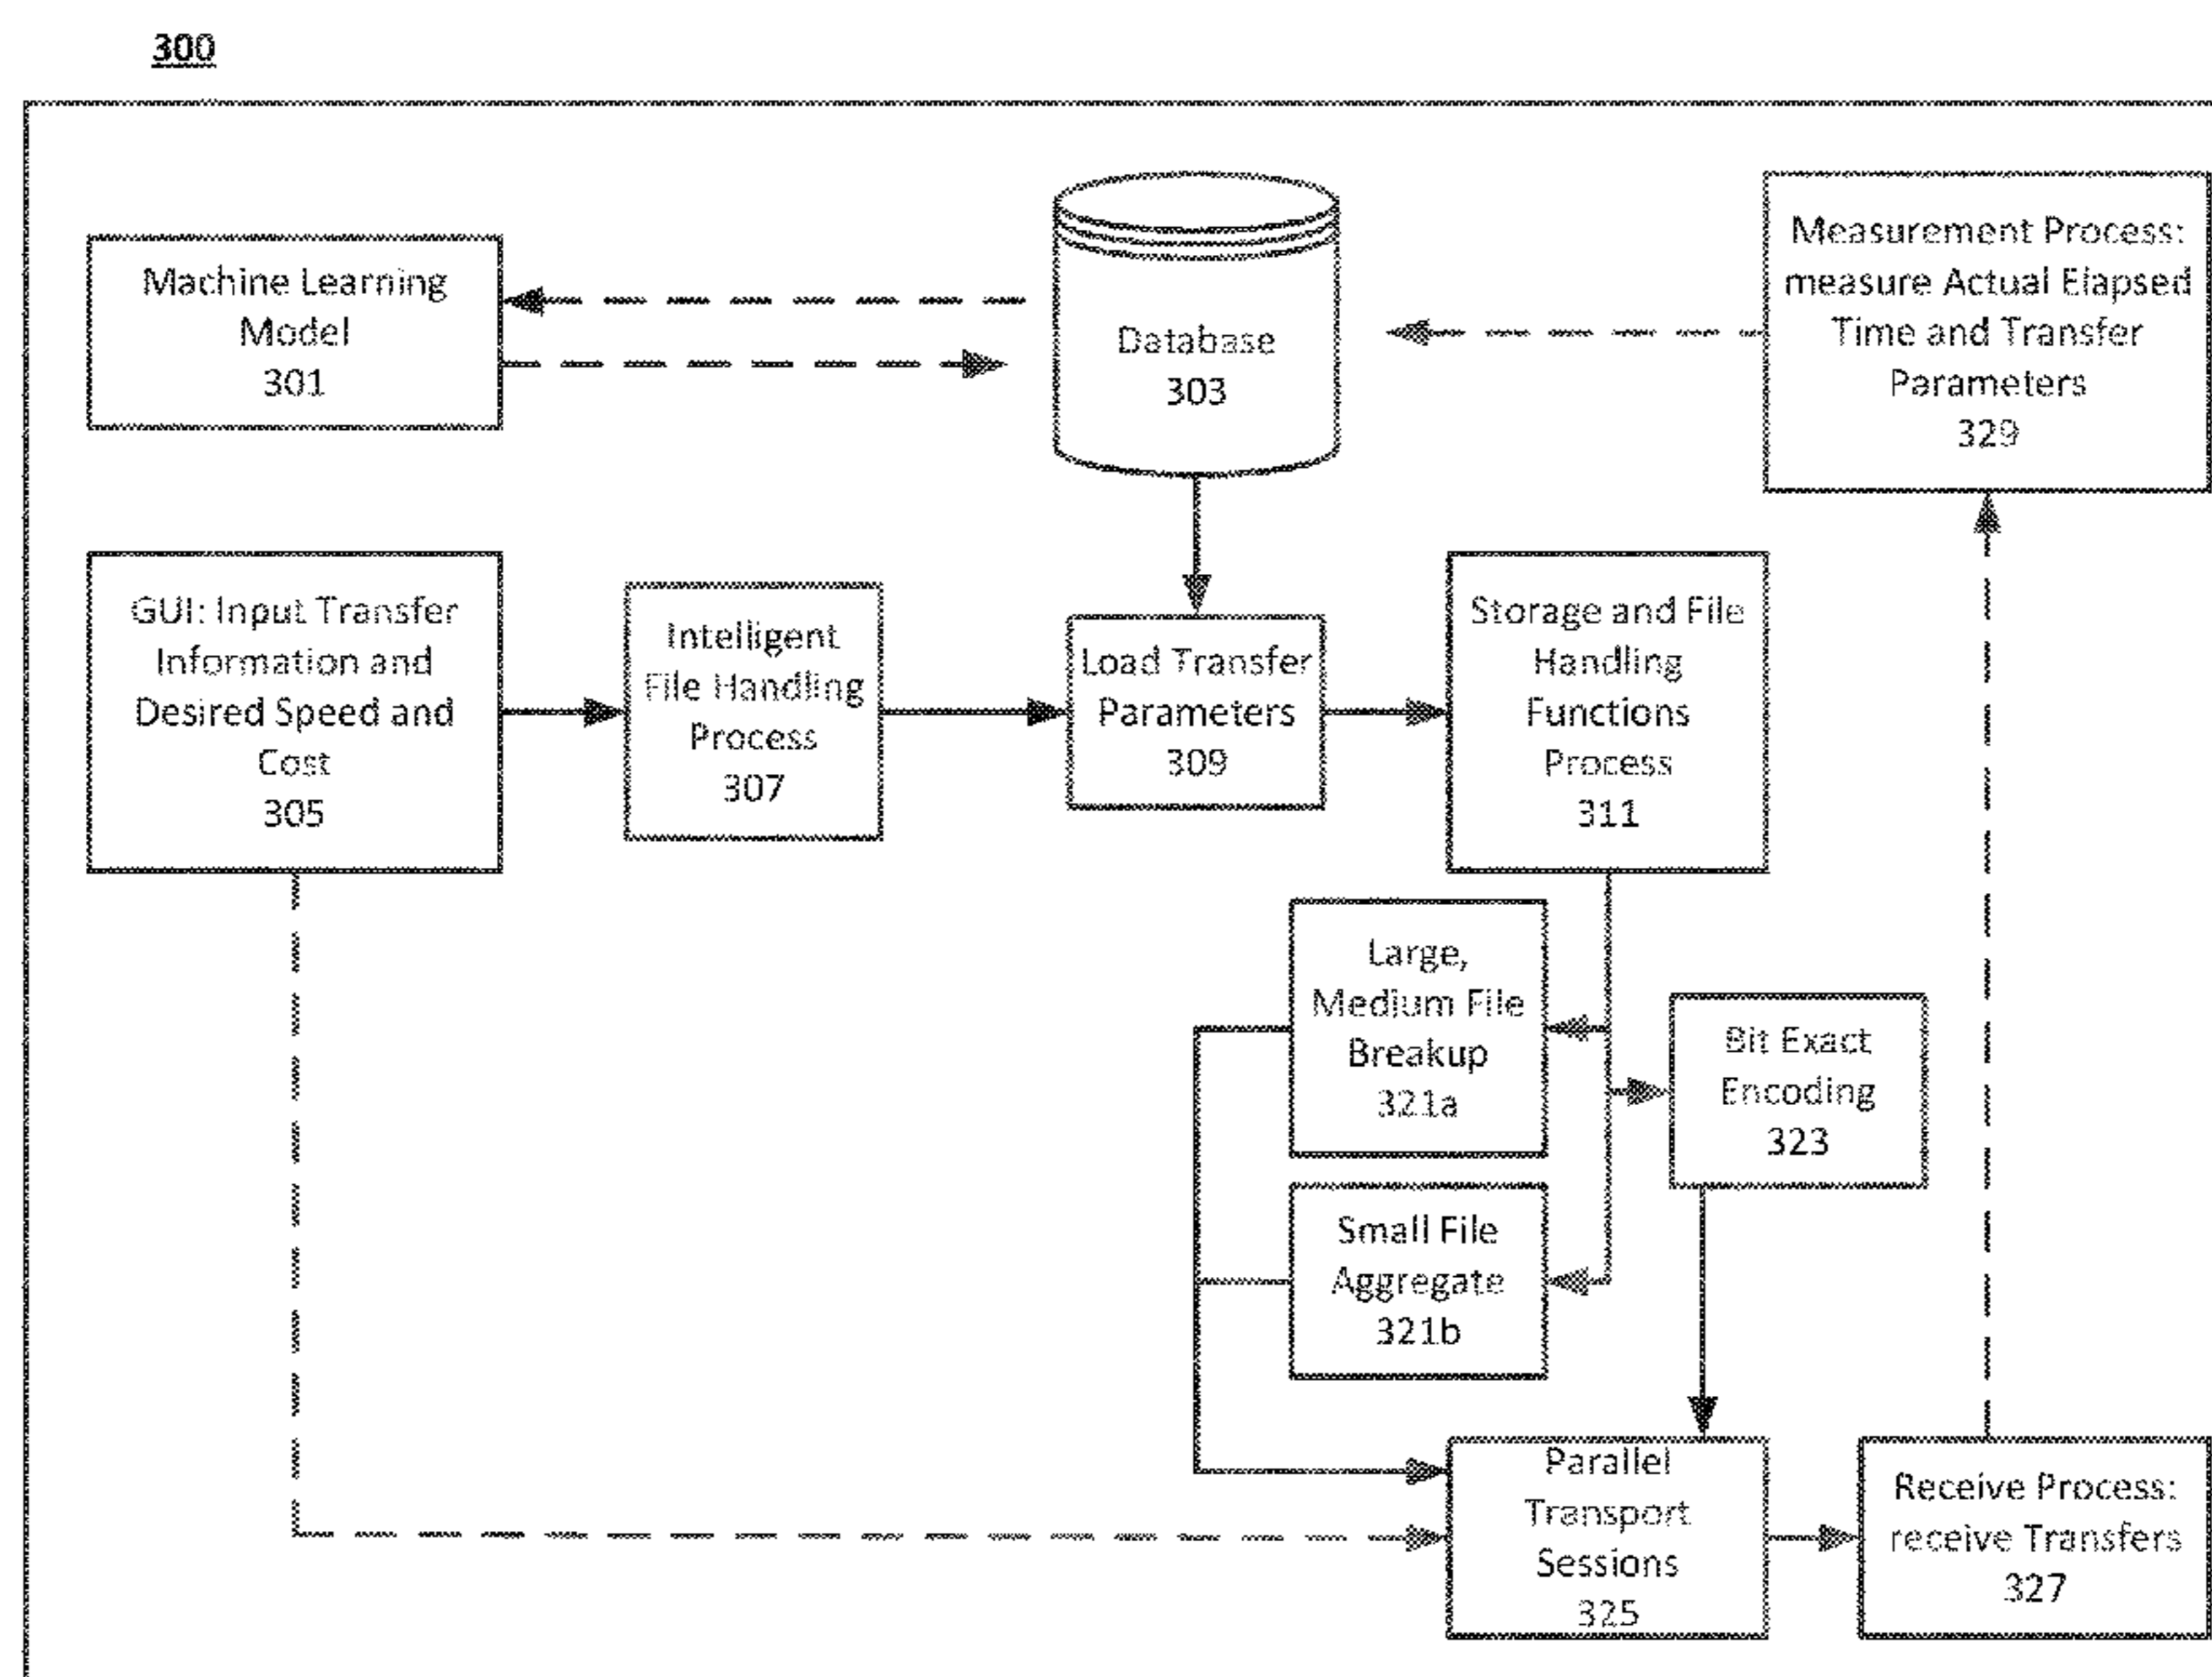 300
Machine Learning
Model
301
Database
303
Measurement Process:
measure Actual Elapsed
Time and Transfer
Parameters
329
GUI: Input Transfer
Information and
Desired Speed and
Cost
305
Intelligent
File Handling
Process
307
Load Transfer
Parameters
309
Storage and File
Handling
Functions
Process
311
Large,
Medium File
Breakup
321a
Bit Exact
Encoding
323
Small File
Aggregate
321b
Parallel
Transport
Sessions
325
Receive Process:
receive Transfers
327